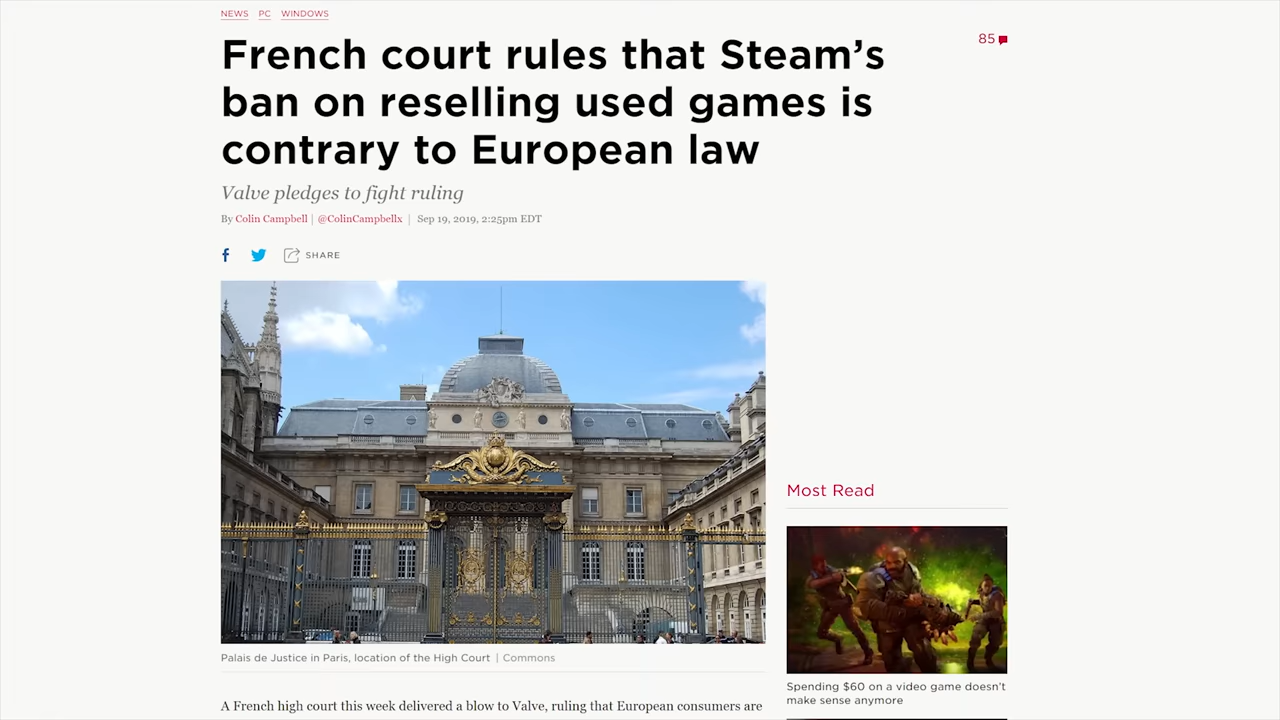 NEWS PC WINDOWS
85
French court rules that Steam’s
ban on reselling used games is
contrary to European law
Valve pledges to fight ruling
By Colin Campbell | @ColinCampbellx | Sep 19, 2019, 2:25pm EDT
SHARE
Most Read
Palais de Justice in Paris, location of the High Court | Commons
Spending $60 on a video game doesn’t
make sense anymore
A French high court this week delivered a blow to Valve, ruling that European consumers are